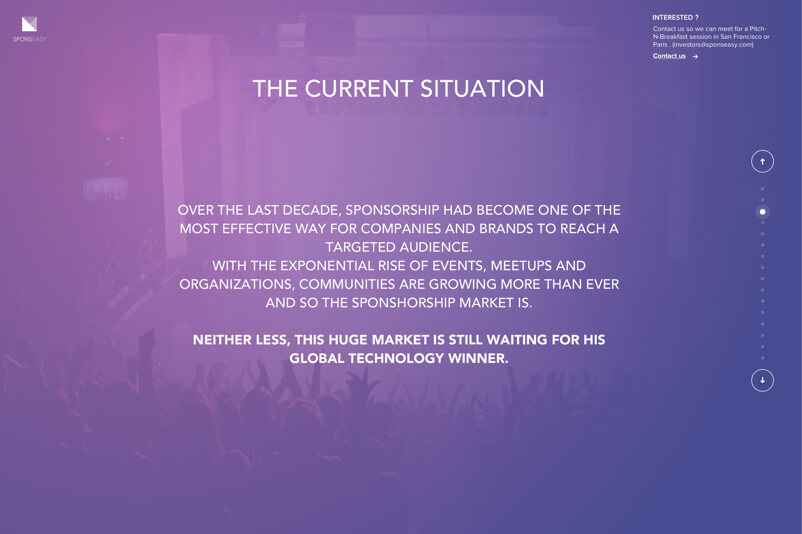 SPONSEASY
INTERESTED ?
Contact us so we can meet for a Pitch-
N-Breakfast session in San Francisco or
Paris . (investors@sponseasy.com)
Contact us →
THE CURRENT SITUATION
OVER THE LAST DECADE, SPONSORSHIP HAD BECOME ONE OF THE
MOST EFFECTIVE WAY FOR COMPANIES AND BRANDS TO REACH A
TARGETED AUDIENCE.
WITH THE EXPONENTIAL RISE OF EVENTS, MEETUPS AND
ORGANIZATIONS, COMMUNITIES ARE GROWING MORE THAN EVER
AND SO THE SPONSHORSHIP MARKET IS.
NEITHER LESS, THIS HUGE MARKET IS STILL WAITING FOR HIS
GLOBAL TECHNOLOGY WINNER.